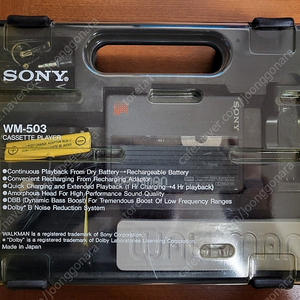 SONY
WM-503
CASSETTE PLAYER
SONY
• Continuous Playback From Dry Battery → Rechargeable Battery
• Convenient Recharging From Recharging Adaptor
• Quick Charging and Extended Playback (1 Hr Charging → 4 Hr playback)
• Amorphous Head For High Performance Sound Quality
• DBB (Dynamic Bass Boost) For Tremendous Boost Of Low Frequency Ranges
• Dolby* B Noise Reduction System
WALKMAN is a registered trademark of Sony Corporation.
* "Dolby" is a registered trademark of Dolby Laboratories Licensing Corporation.
Made in Japan
WALKMAN